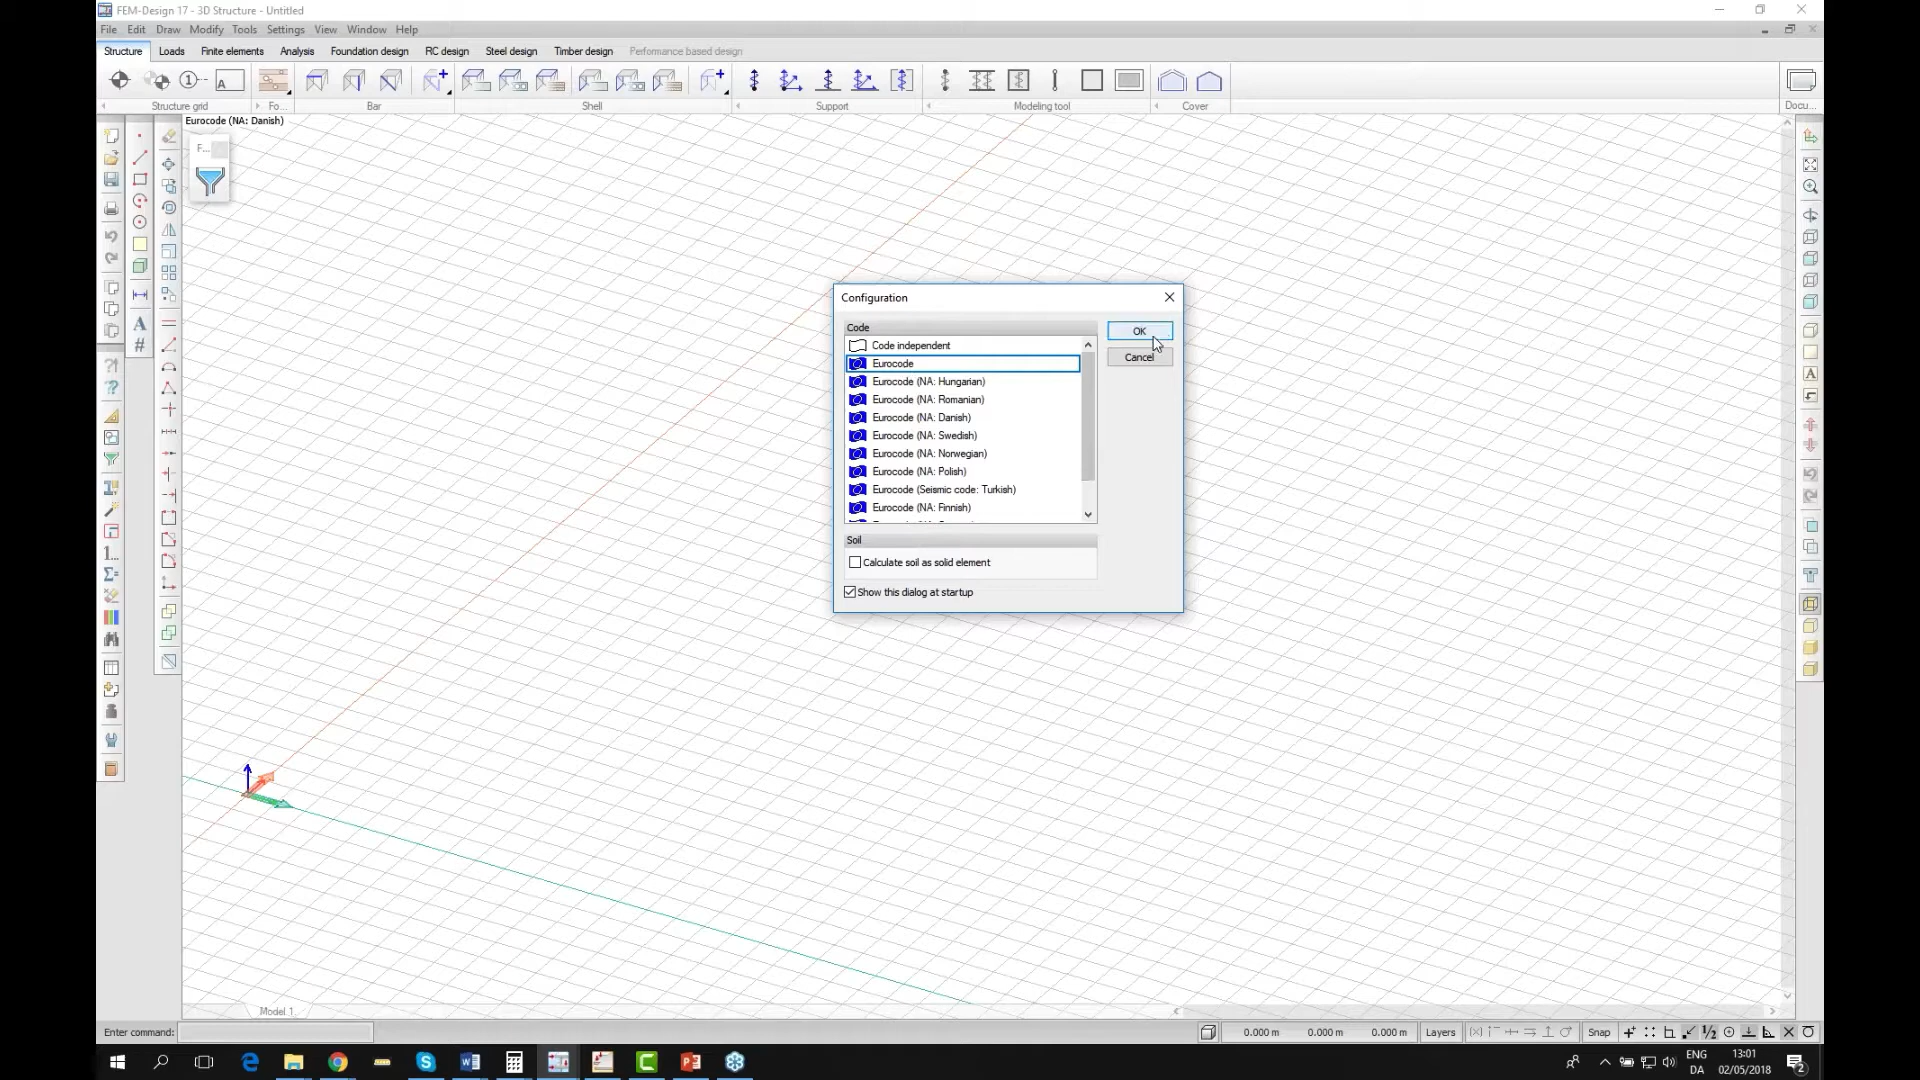 FEM-Design 17 - 3D Structure - Untitled
File Edit Draw Modify Tools Settings View Window Help
Structure Loads Finite elements Analysis Foundation design RC design Steel design Timber design Performance based design
Structure grid Fo... Bar Shell Support Modeling tool Cover Docu...
Eurocode (NA: Danish)
F...
Configuration
Code
OK
Code independent
Cancel
Eurocode
Eurocode (NA: Hungarian)
Eurocode (NA: Romanian)
Eurocode (NA: Danish)
Eurocode (NA: Swedish)
Eurocode (NA: Norwegian)
Eurocode (NA: Polish)
Eurocode (Seismic code: Turkish)
Eurocode (NA: Finnish)
Soil
Calculate soil as solid element
Show this dialog at startup
Model 1
Enter command:
0.000 m 0.000 m 0.000 m Layers Snap
ENG
DA
13:01
02/05/2018
2